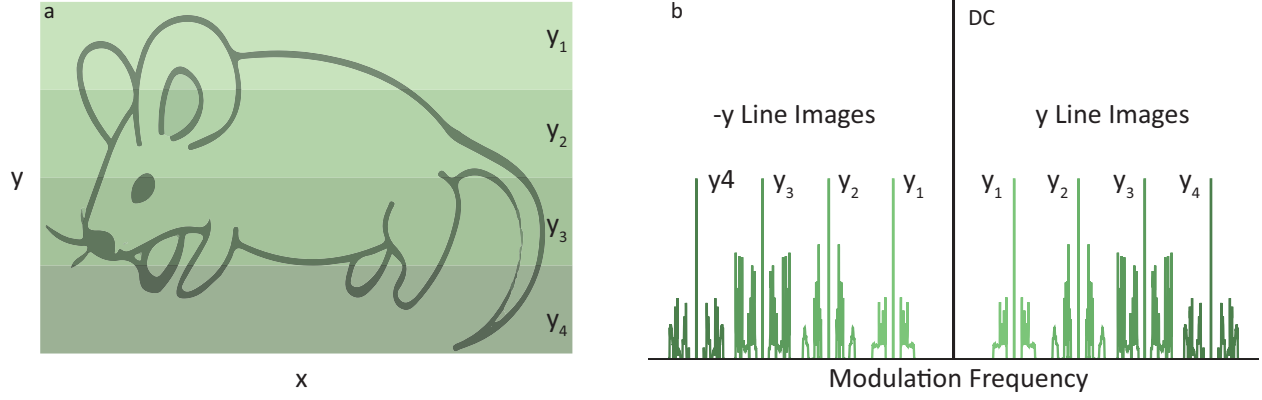 a
y₁
y₂
y
y₃
y₄
x
b
DC
-y Line Images
y Line Images
y4 y₃ y₂ y₁ y₁ y₂ y₃ y₄
Modulation Frequency